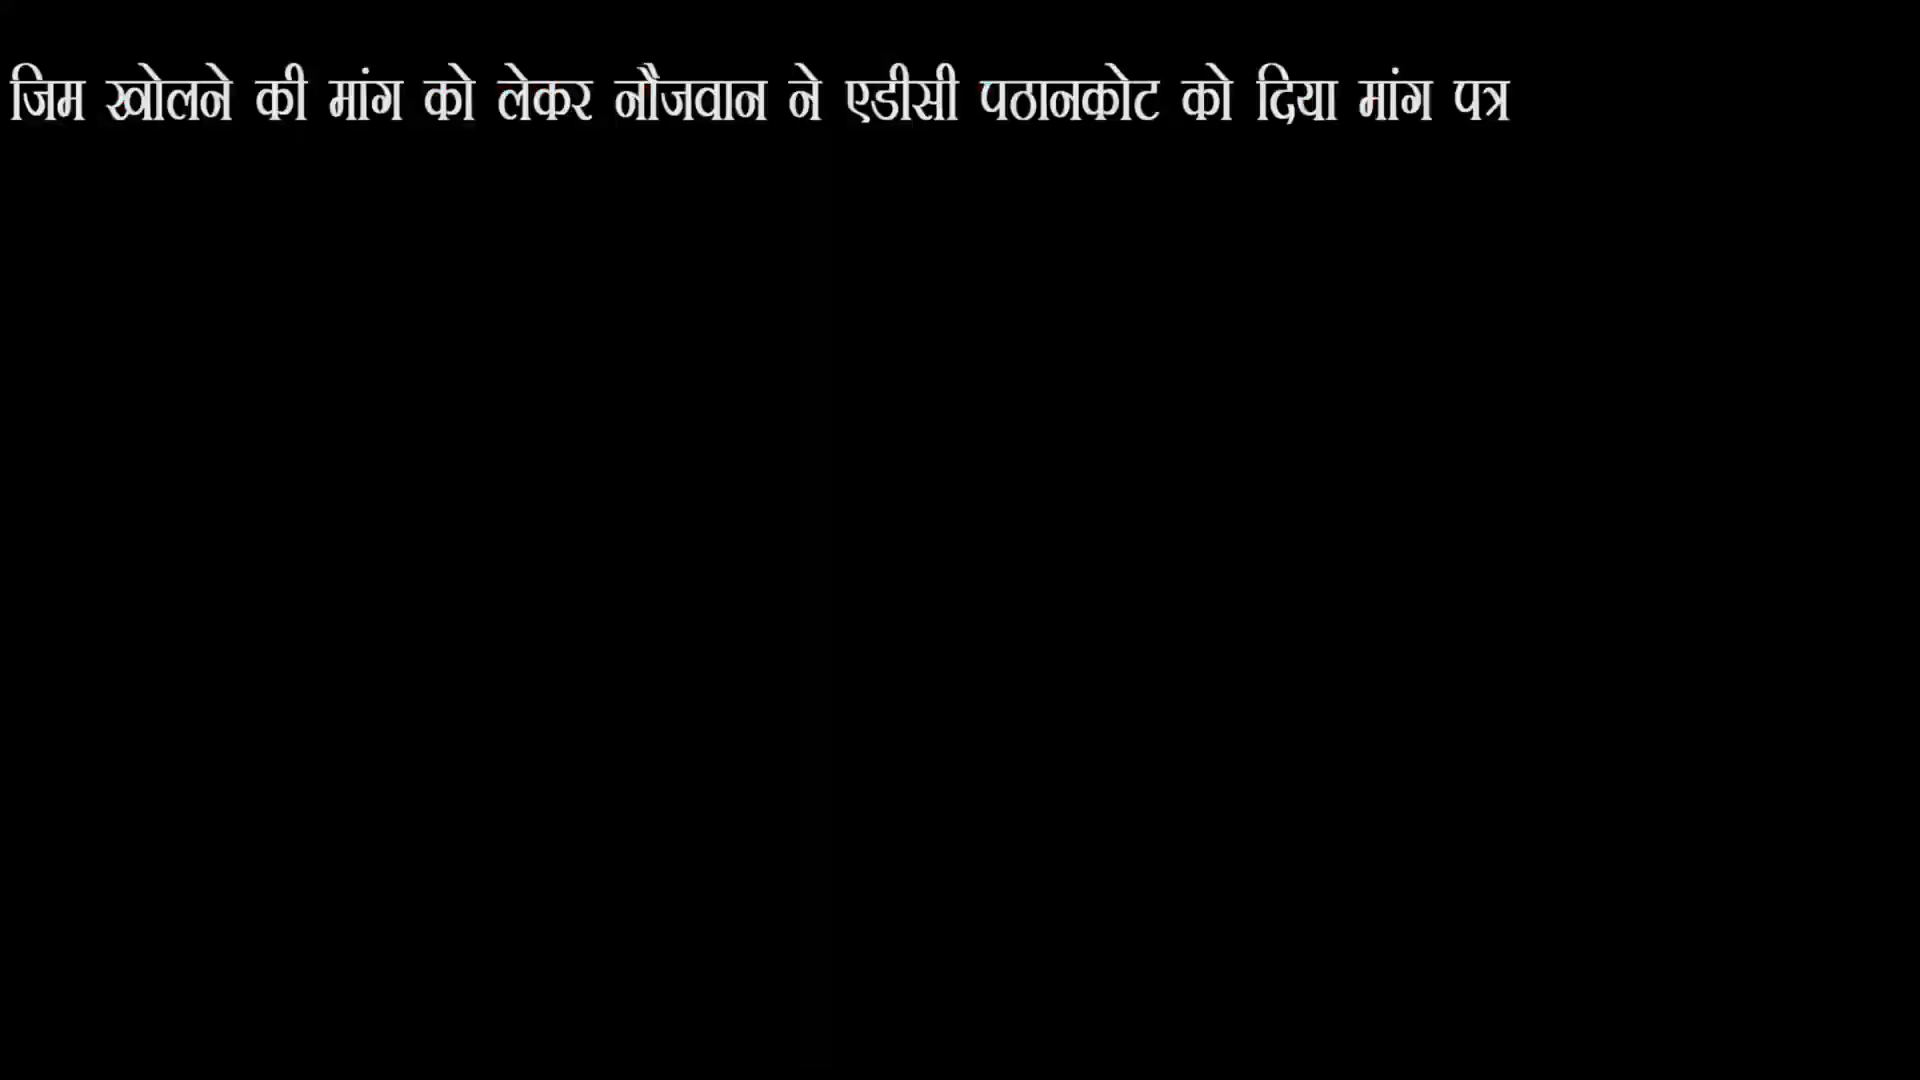 जिम खोलने की मांग को लेकर नौजवान ने एडीसी पठानकोट को दिया मांग पत्र